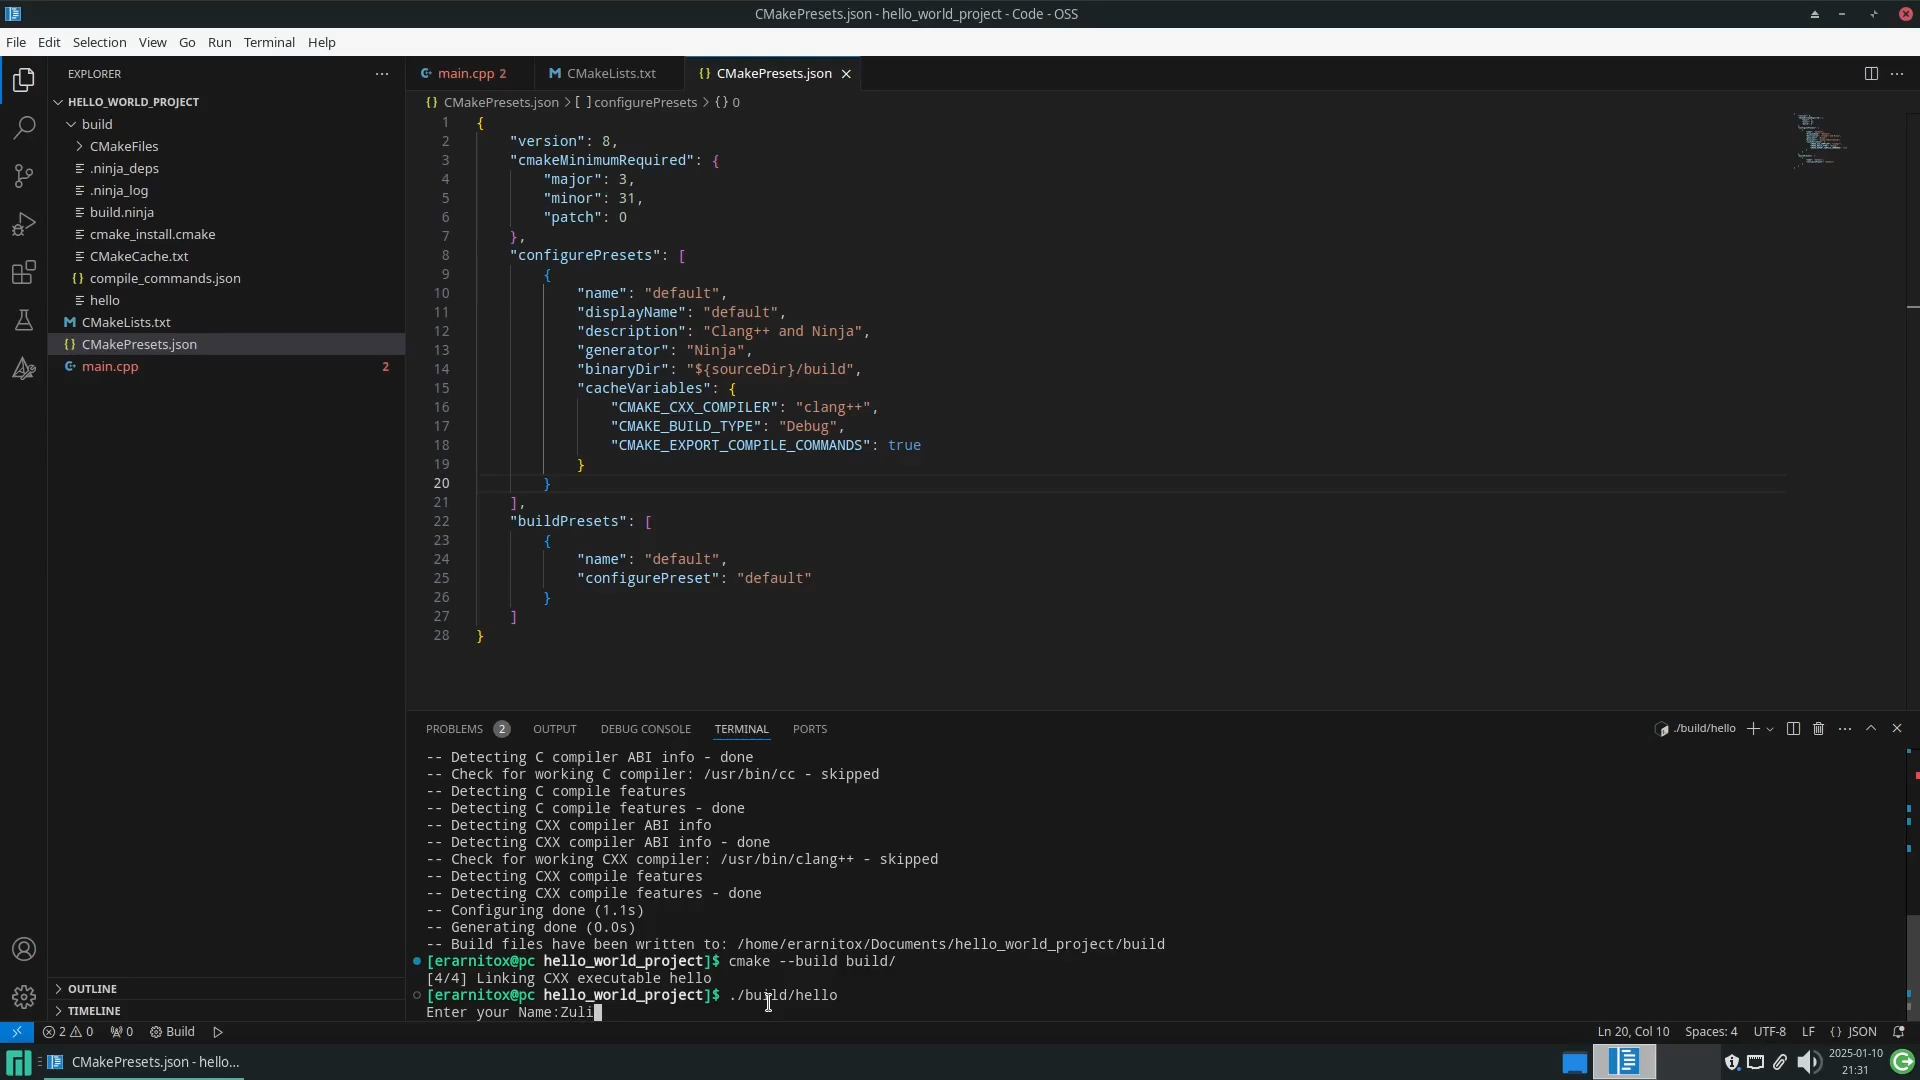 CMakePresets.json - hello_world_project - Code - OSS
File Edit Selection View Go Run Terminal Help
EXPLORER
HELLO_WORLD_PROJECT
build
CMakeFiles
.ninja_deps
.ninja_log
build.ninja
cmake_install.cmake
CMakeCache.txt
compile_commands.json
hello
CMakeLists.txt
CMakePresets.json
main.cpp 2
OUTLINE
TIMELINE
main.cpp 2 CMakeLists.txt CMakePresets.json
CMakePresets.json > [ ] configurePresets > {} 0
1 {
2 "version": 8,
3 "cmakeMinimumRequired": {
4 "major": 3,
5 "minor": 31,
6 "patch": 0
7 },
8 "configurePresets": [
9 {
10 "name": "default",
11 "displayName": "default",
12 "description": "Clang++ and Ninja",
13 "generator": "Ninja",
14 "binaryDir": "${sourceDir}/build",
15 "cacheVariables": {
16 "CMAKE_CXX_COMPILER": "clang++",
17 "CMAKE_BUILD_TYPE": "Debug",
18 "CMAKE_EXPORT_COMPILE_COMMANDS": true
19 }
20 }
21 ],
22 "buildPresets": [
23 {
24 "name": "default",
25 "configurePreset": "default"
26 }
27 ]
28 }
PROBLEMS 2 OUTPUT DEBUG CONSOLE TERMINAL PORTS ./build/hello
-- Detecting C compiler ABI info - done
-- Check for working C compiler: /usr/bin/cc - skipped
-- Detecting C compile features
-- Detecting C compile features - done
-- Detecting CXX compiler ABI info
-- Detecting CXX compiler ABI info - done
-- Check for working CXX compiler: /usr/bin/clang++ - skipped
-- Detecting CXX compile features
-- Detecting CXX compile features - done
-- Configuring done (1.1s)
-- Generating done (0.0s)
-- Build files have been written to: /home/erarnitox/Documents/hello_world_project/build
[erarnitox@pc hello_world_project]$ cmake --build build/
[4/4] Linking CXX executable hello
[erarnitox@pc hello_world_project]$ ./build/hello
Enter your Name:Zuli
2 0 0 Build Ln 20, Col 10 Spaces: 4 UTF-8 LF {} JSON
CMakePresets.json - hello...
2025-01-10
21:31